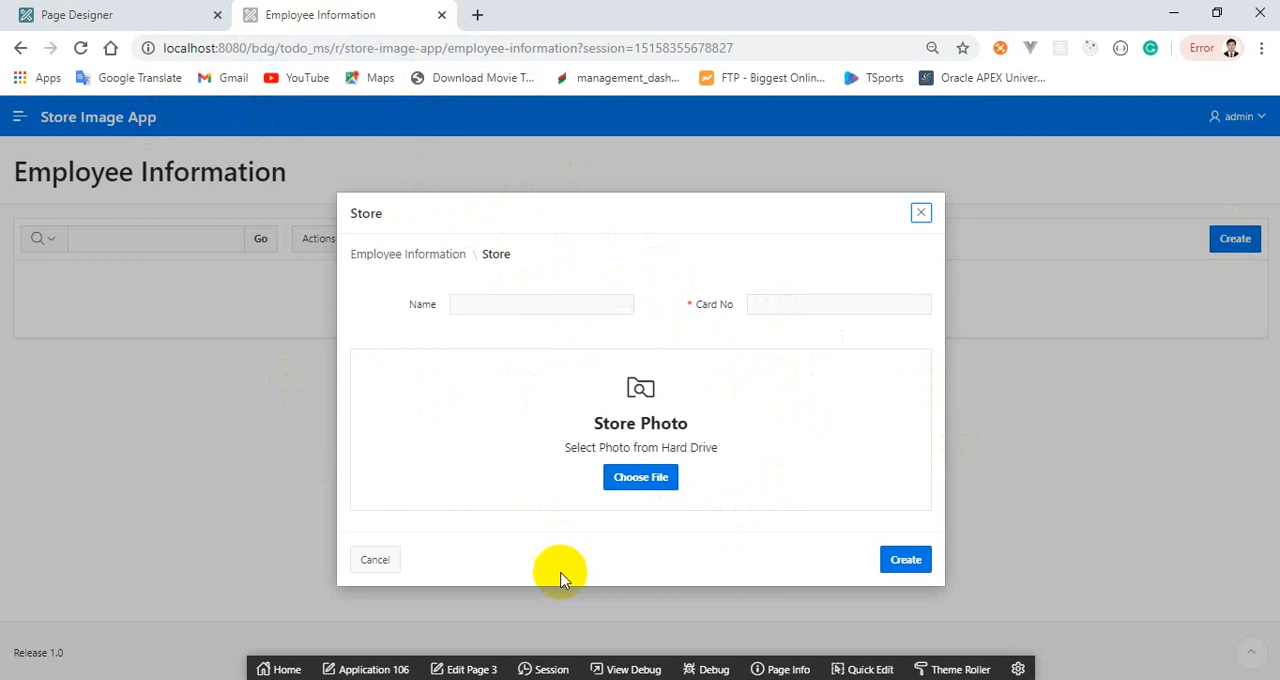 Page Designer
Employee Information
localhost:8080/bdg/todo_ms/r/store-image-app/employee-information?session=15158355678827
Error
Apps Google Translate Gmail YouTube Maps Download Movie T... management_dash... FTP - Biggest Onlin... TSports Oracle APEX Univer...
Store Image App
admin
Employee Information
Go
Actions
Create
Store
Employee Information \ Store
Name
* Card No
Store Photo
Select Photo from Hard Drive
Choose File
Cancel
Create
Release 1.0
Home Application 106 Edit Page 3 Session View Debug Debug Page Info Quick Edit Theme Roller